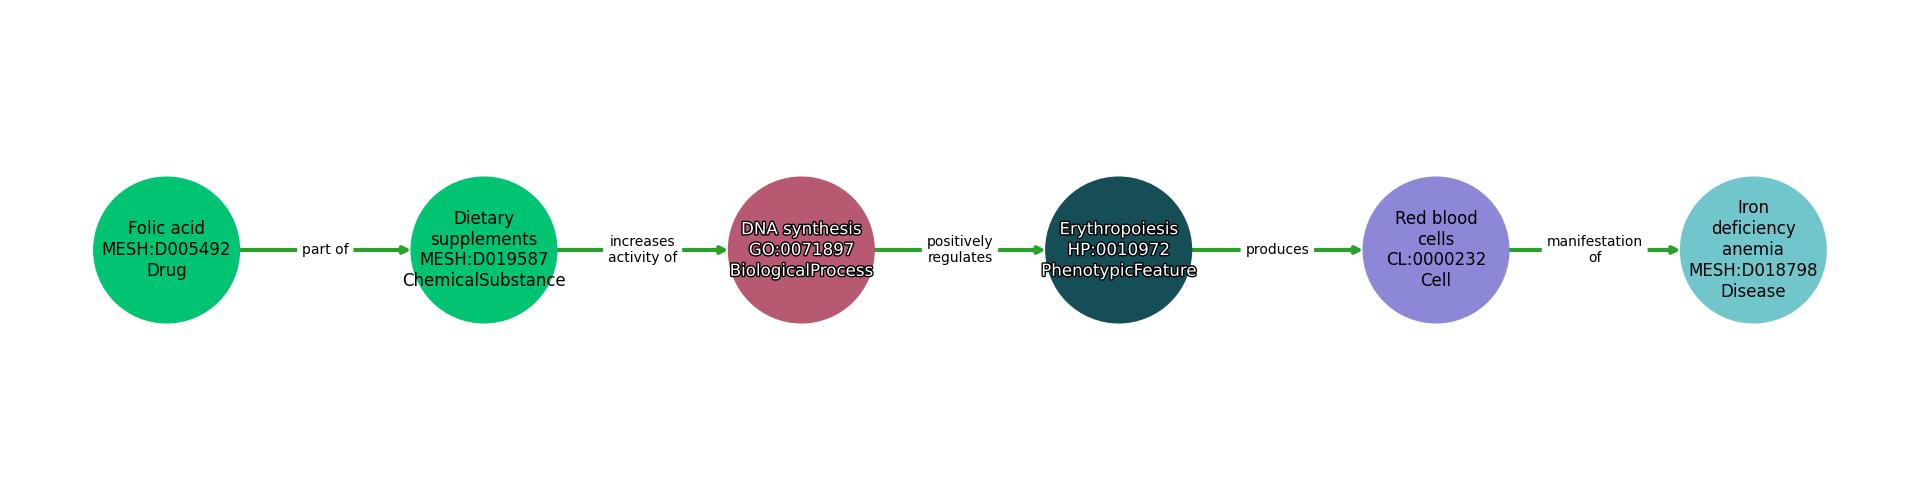 Folic acid
MESH:D005492
Drug
part of
Dietary
supplements
MESH:D019587
ChemicalSubstance
increases
activity of
DNA synthesis
GO:0071897
BiologicalProcess
positively
regulates
Erythropoiesis
HP:0010972
PhenotypicFeature
produces
Red blood
cells
CL:0000232
Cell
manifestation
of
Iron
deficiency
anemia
MESH:D018798
Disease